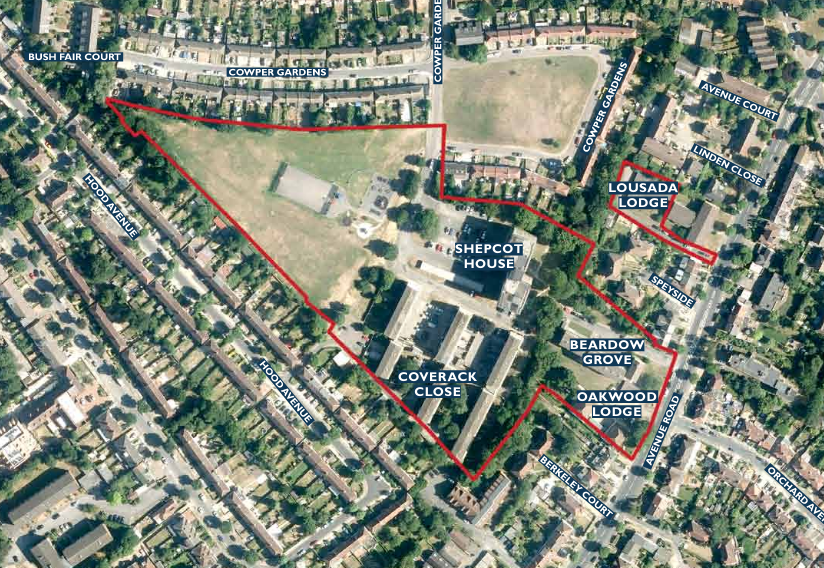 COWPER GARDENS
BUSH FAIR COURT
COWPER GARDENS
COWPER GARDENS
AVENUE COURT
LINDEN CLOSE
HOOD AVENUE
LOUSADA
LODGE
SHEPCOT
HOUSE
SPEYSIDE
BEARDOW
GROVE
COVERACK
CLOSE
HOOD AVENUE
OAKWOOD
LODGE
AVENUE ROAD
BERKELEY COURT
ORCHARD AVEN